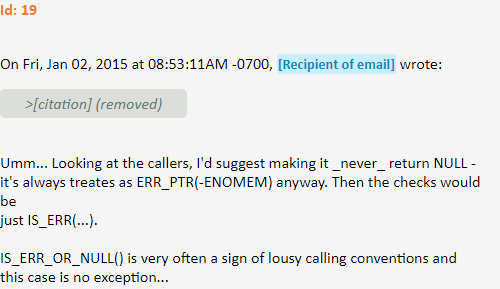 Id: 19
On Fri, Jan 02, 2015 at 08:53:11AM -0700, [Recipient of email] wrote:
>[citation] (removed)
Umm... Looking at the callers, I'd suggest making it _never_ return NULL -
it's always treates as ERR_PTR(-ENOMEM) anyway. Then the checks would
be
just IS_ERR(...).
IS_ERR_OR_NULL() is very often a sign of lousy calling conventions and
this case is no exception...